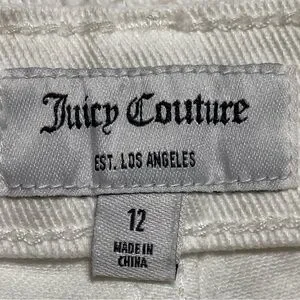 Juicy Couture
EST. LOS ANGELES
12
MADE IN
CHINA